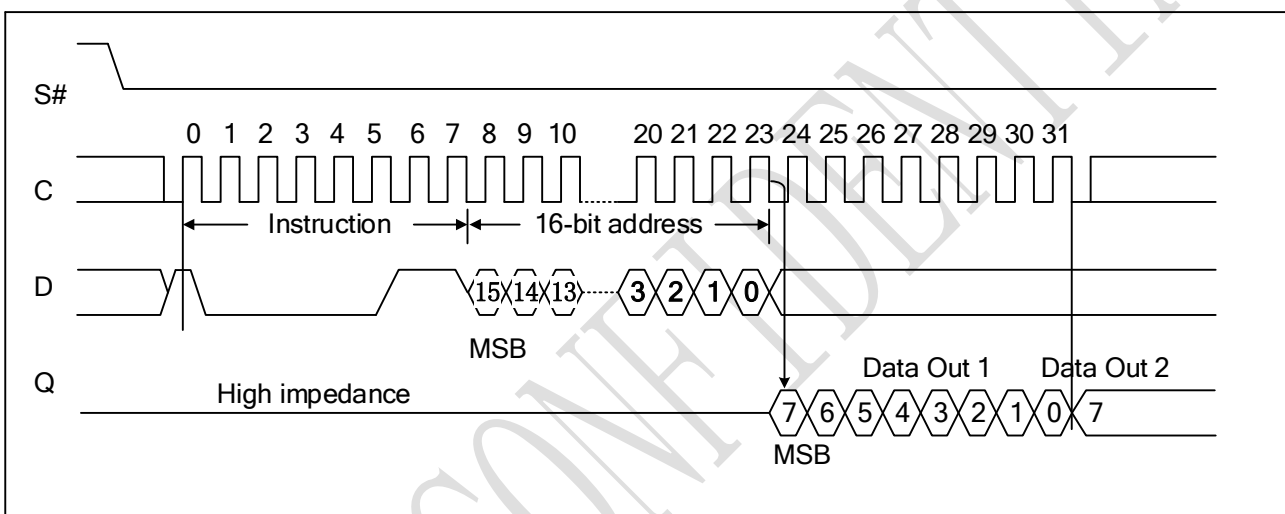 S#
0 1 2 3 4 5 6 7 8 9 10 20 21 22 23 24 25 26 27 28 29 30 31
C
Instruction 16-bit address
D
15 14 13 3 2 1 0
MSB
Data Out 1 Data Out 2
Q
High impedance
7 6 5 4 3 2 1 0 7
MSB
CONFIDENTI